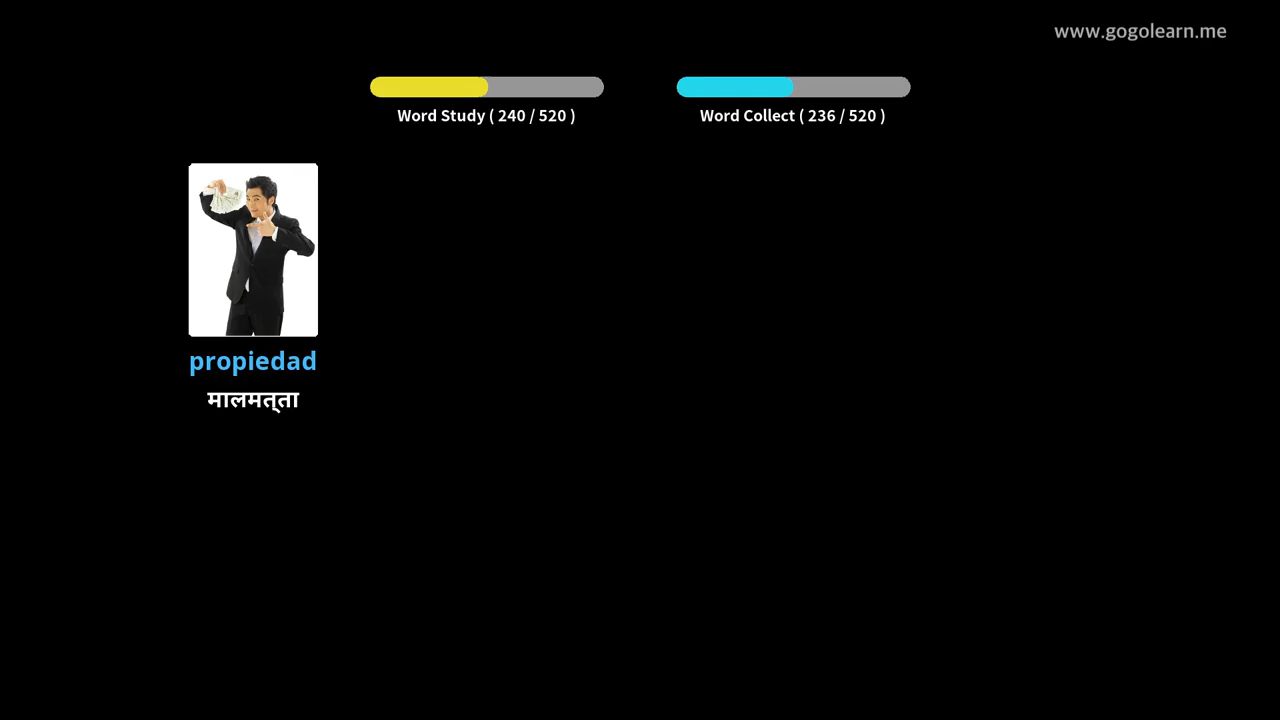 www.gogolearn.me
Word Study ( 240 / 520 )
Word Collect ( 236 / 520 )
propiedad
मालमत्ता